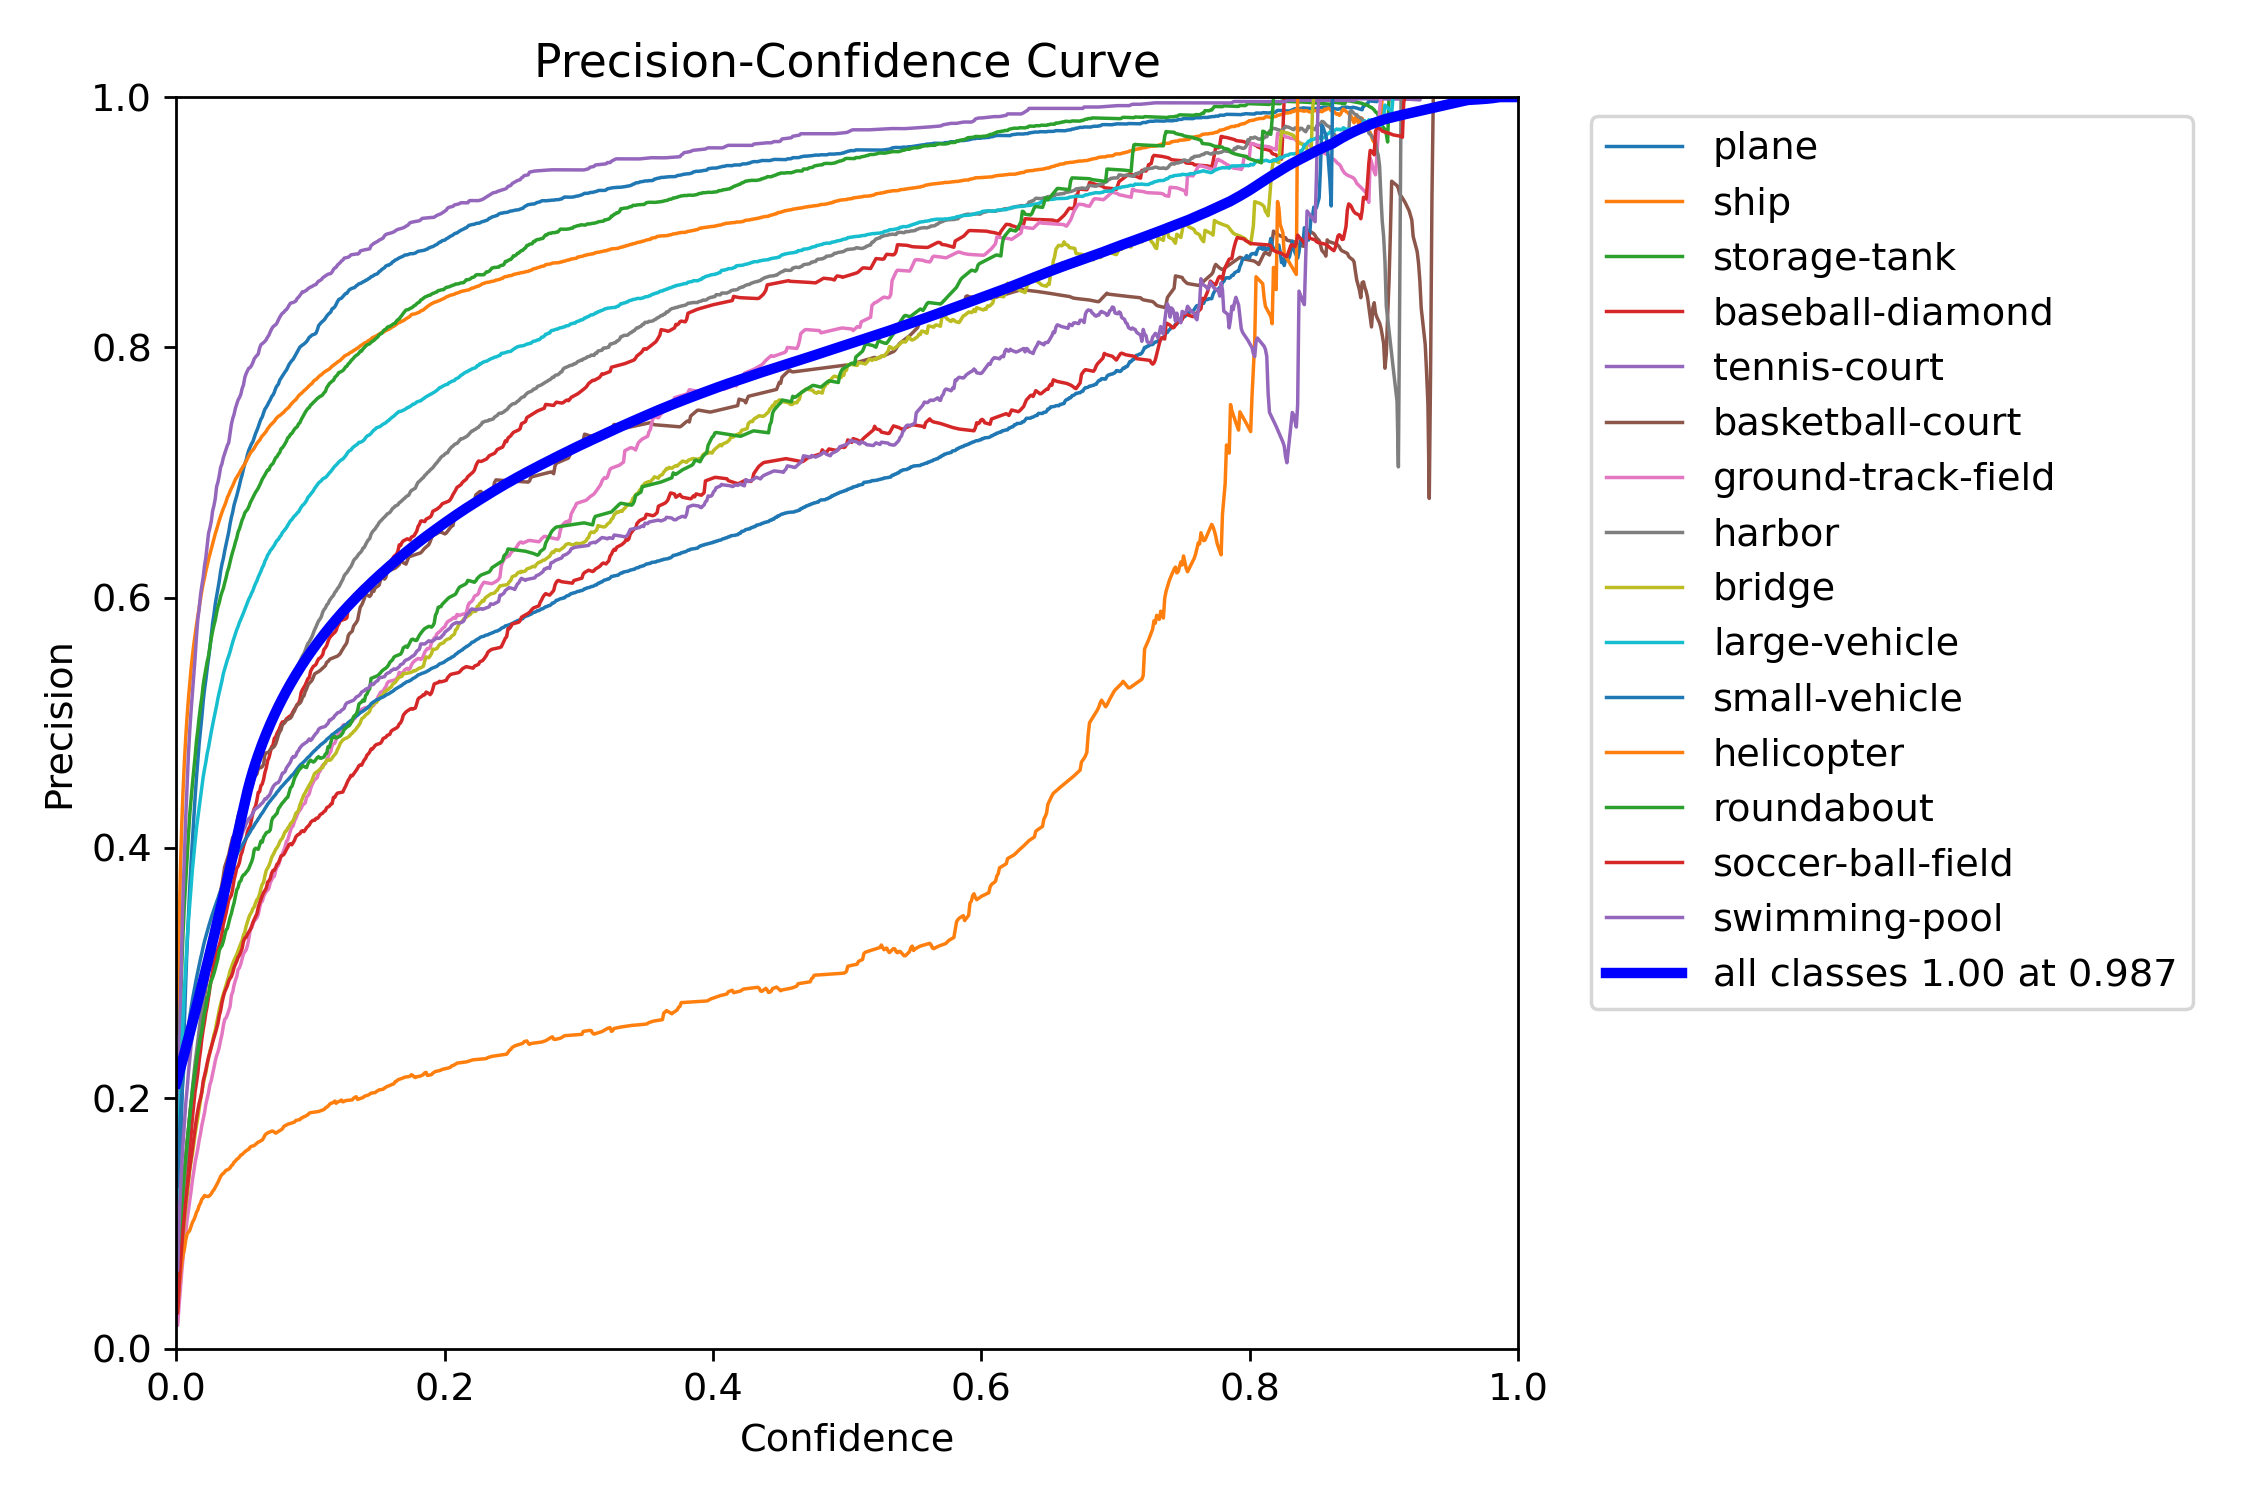 Precision-Confidence Curve
1.0
0.8
0.6
0.4
0.2
0.0
Precision
0.0 0.2 0.4 0.6 0.8 1.0
Confidence
plane
ship
storage-tank
baseball-diamond
tennis-court
basketball-court
ground-track-field
harbor
bridge
large-vehicle
small-vehicle
helicopter
roundabout
soccer-ball-field
swimming-pool
all classes 1.00 at 0.987